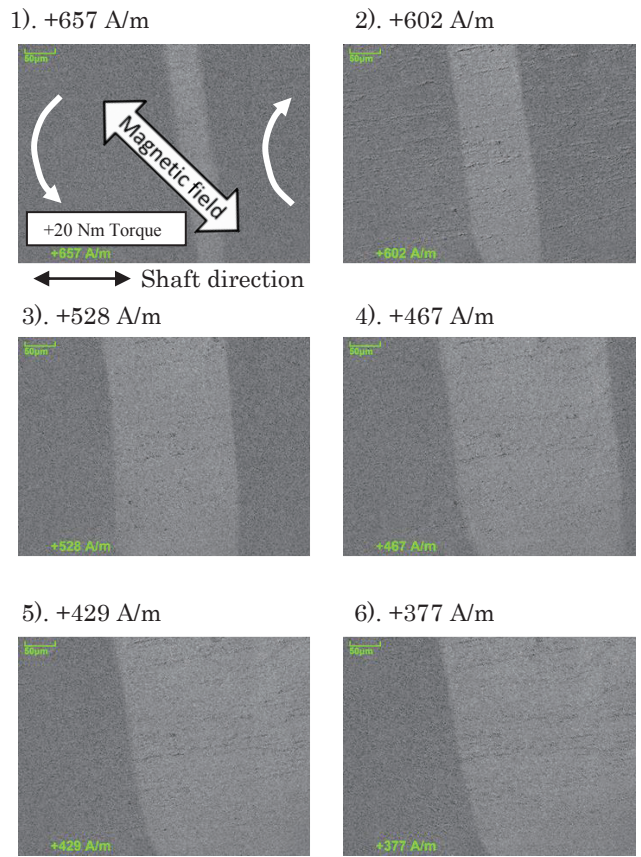 1). +657 A/m
2). +602 A/m
50μm
50μm
Magnetic field
+20 Nm Torque
+657 A/m
+602 A/m
Shaft direction
3). +528 A/m
4). +467 A/m
50μm
50μm
+528 A/m
+467 A/m
5). +429 A/m
6). +377 A/m
50μm
50μm
+429 A/m
+377 A/m